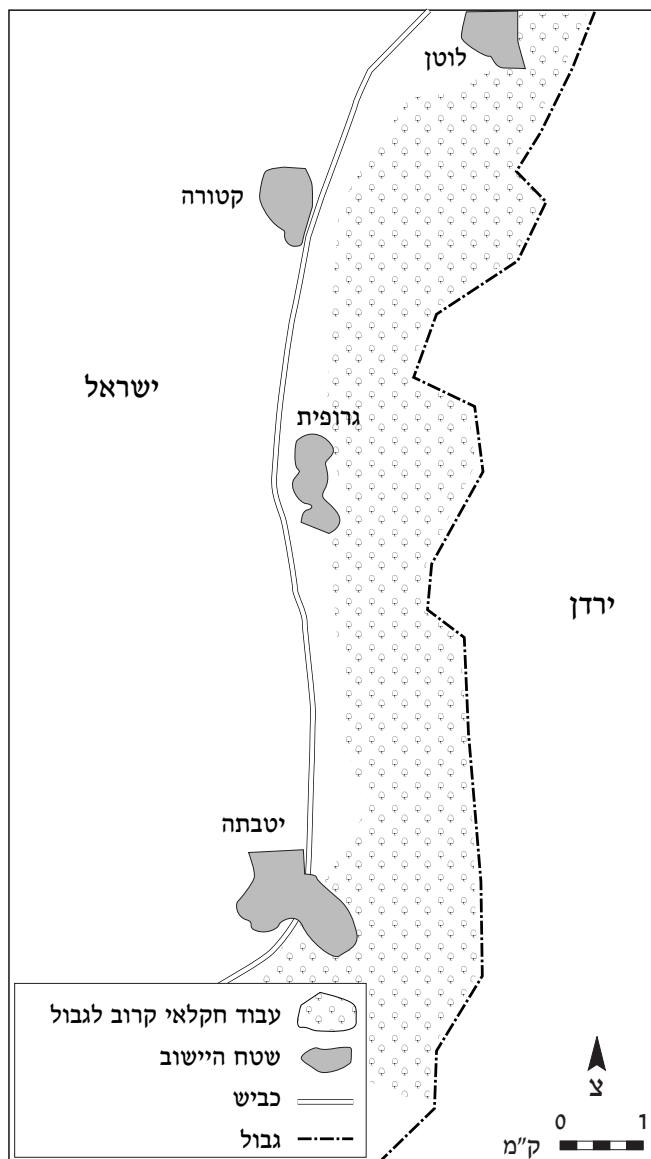 לוטן
קטורה
ישראל
גרופית
ירדן
יטבתה
עבוד חקלאי קרוב לגבול
שטח היישוב
כביש
גבול
צ
0 1
ק"מ